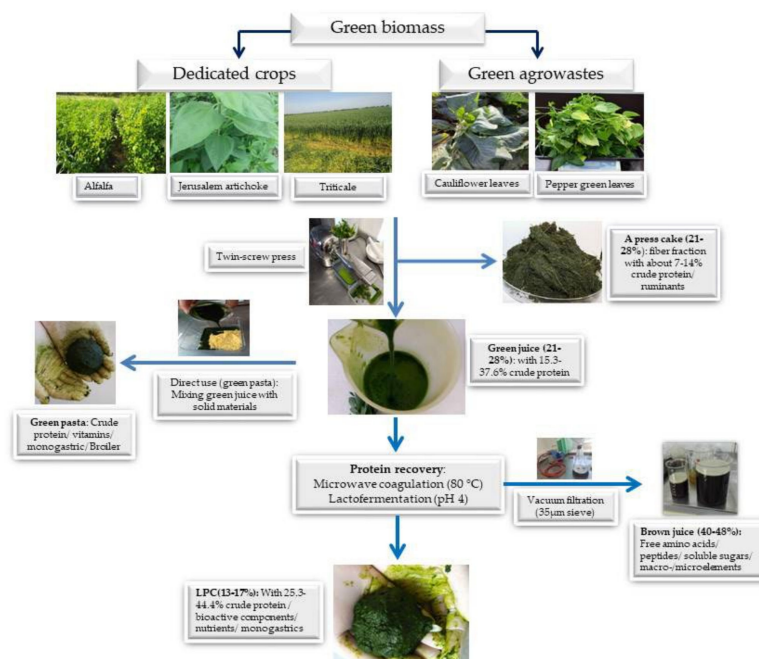 Green biomass
Dedicated crops
Green agrowastes
Alfalfa
Jerusalem artichoke
Triticale
Cauliflower leaves
Pepper green leaves
Twin-screw press
A press cake (21-
28%): fiber fraction
with about 7-14%
crude protein/
ruminants
Green juice (21-
28%): with 15.3-
37.6% crude protein
Direct use (green pasta):
Mixing green juice with
solid materials
Green pasta: Crude
protein/ vitamins/
monogastric/ Broiler
Protein recovery:
Microwave coagulation (80 °C)
Lactofermentation (pH 4)
Vacuum filtration
(35µm sieve)
Brown juice (40-48%):
Free amino acids/
peptides/ soluble sugars/
macro-/microelements
LPC(13-17%): With 25.3-
44.4% crude protein /
bioactive components/
nutrients/ monogastrics